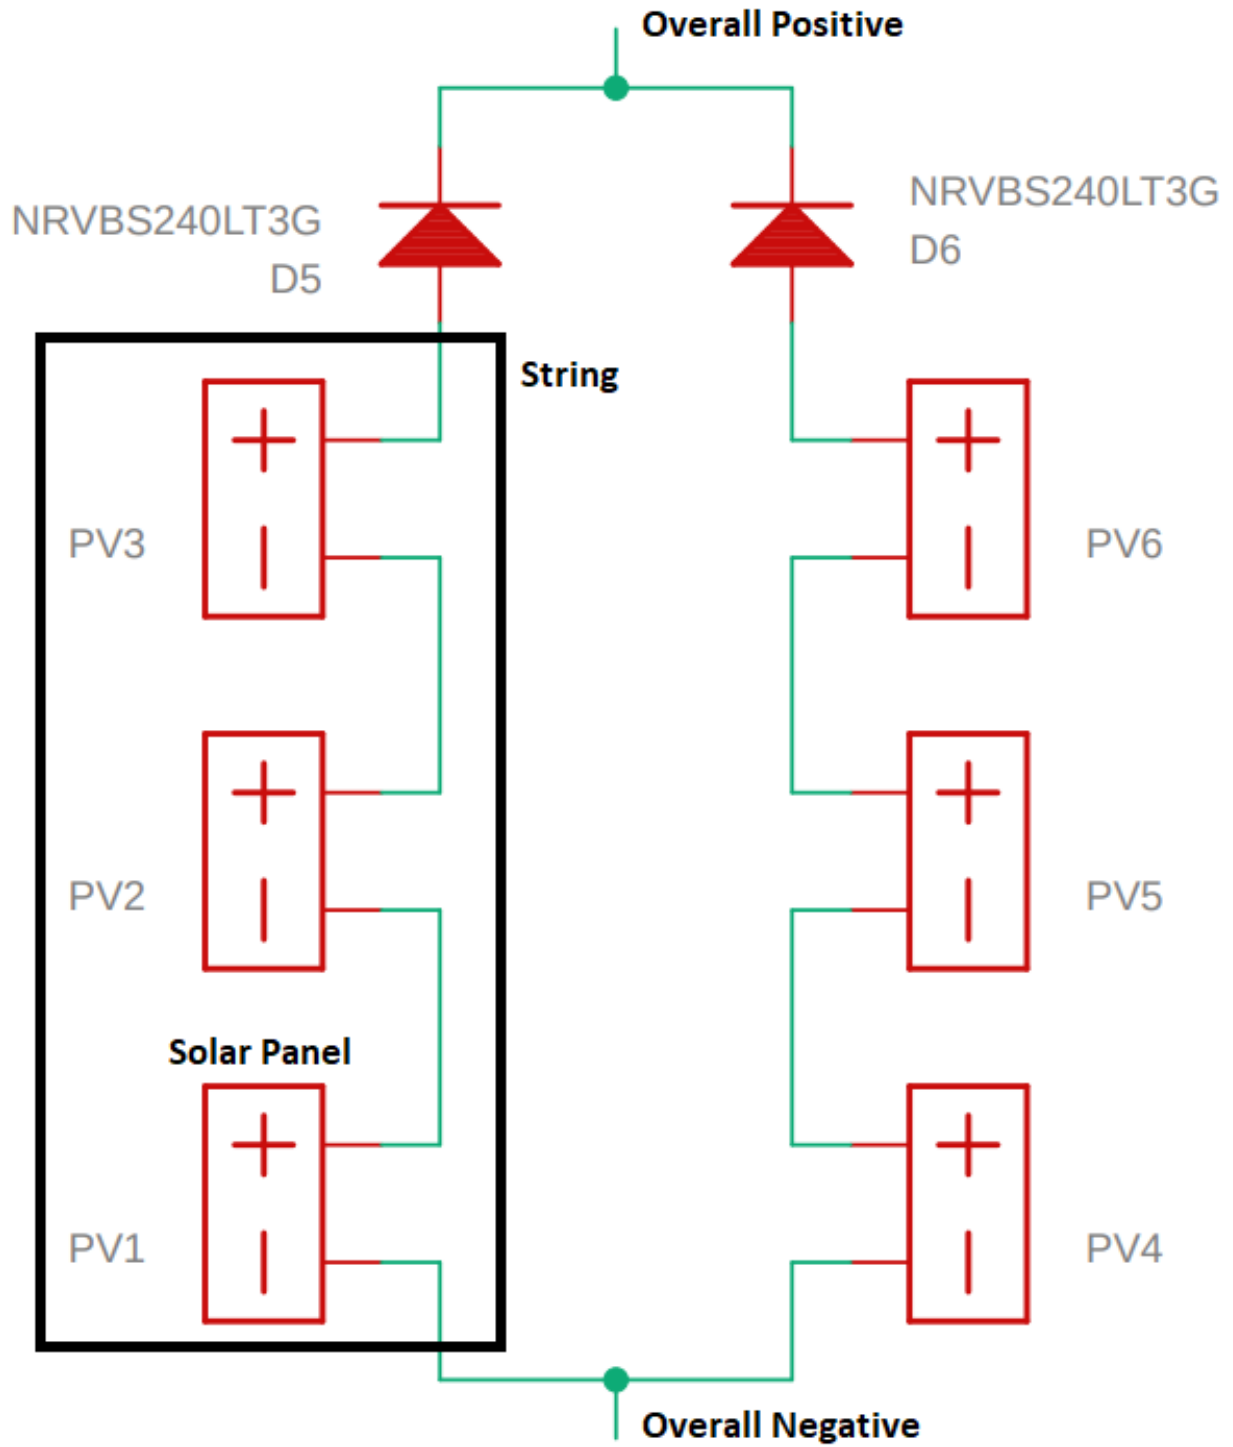 Overall Positive
NRVBS240LT3G
D5
NRVBS240LT3G
D6
String
PV3
PV6
PV2
PV5
Solar Panel
PV1
PV4
Overall Negative